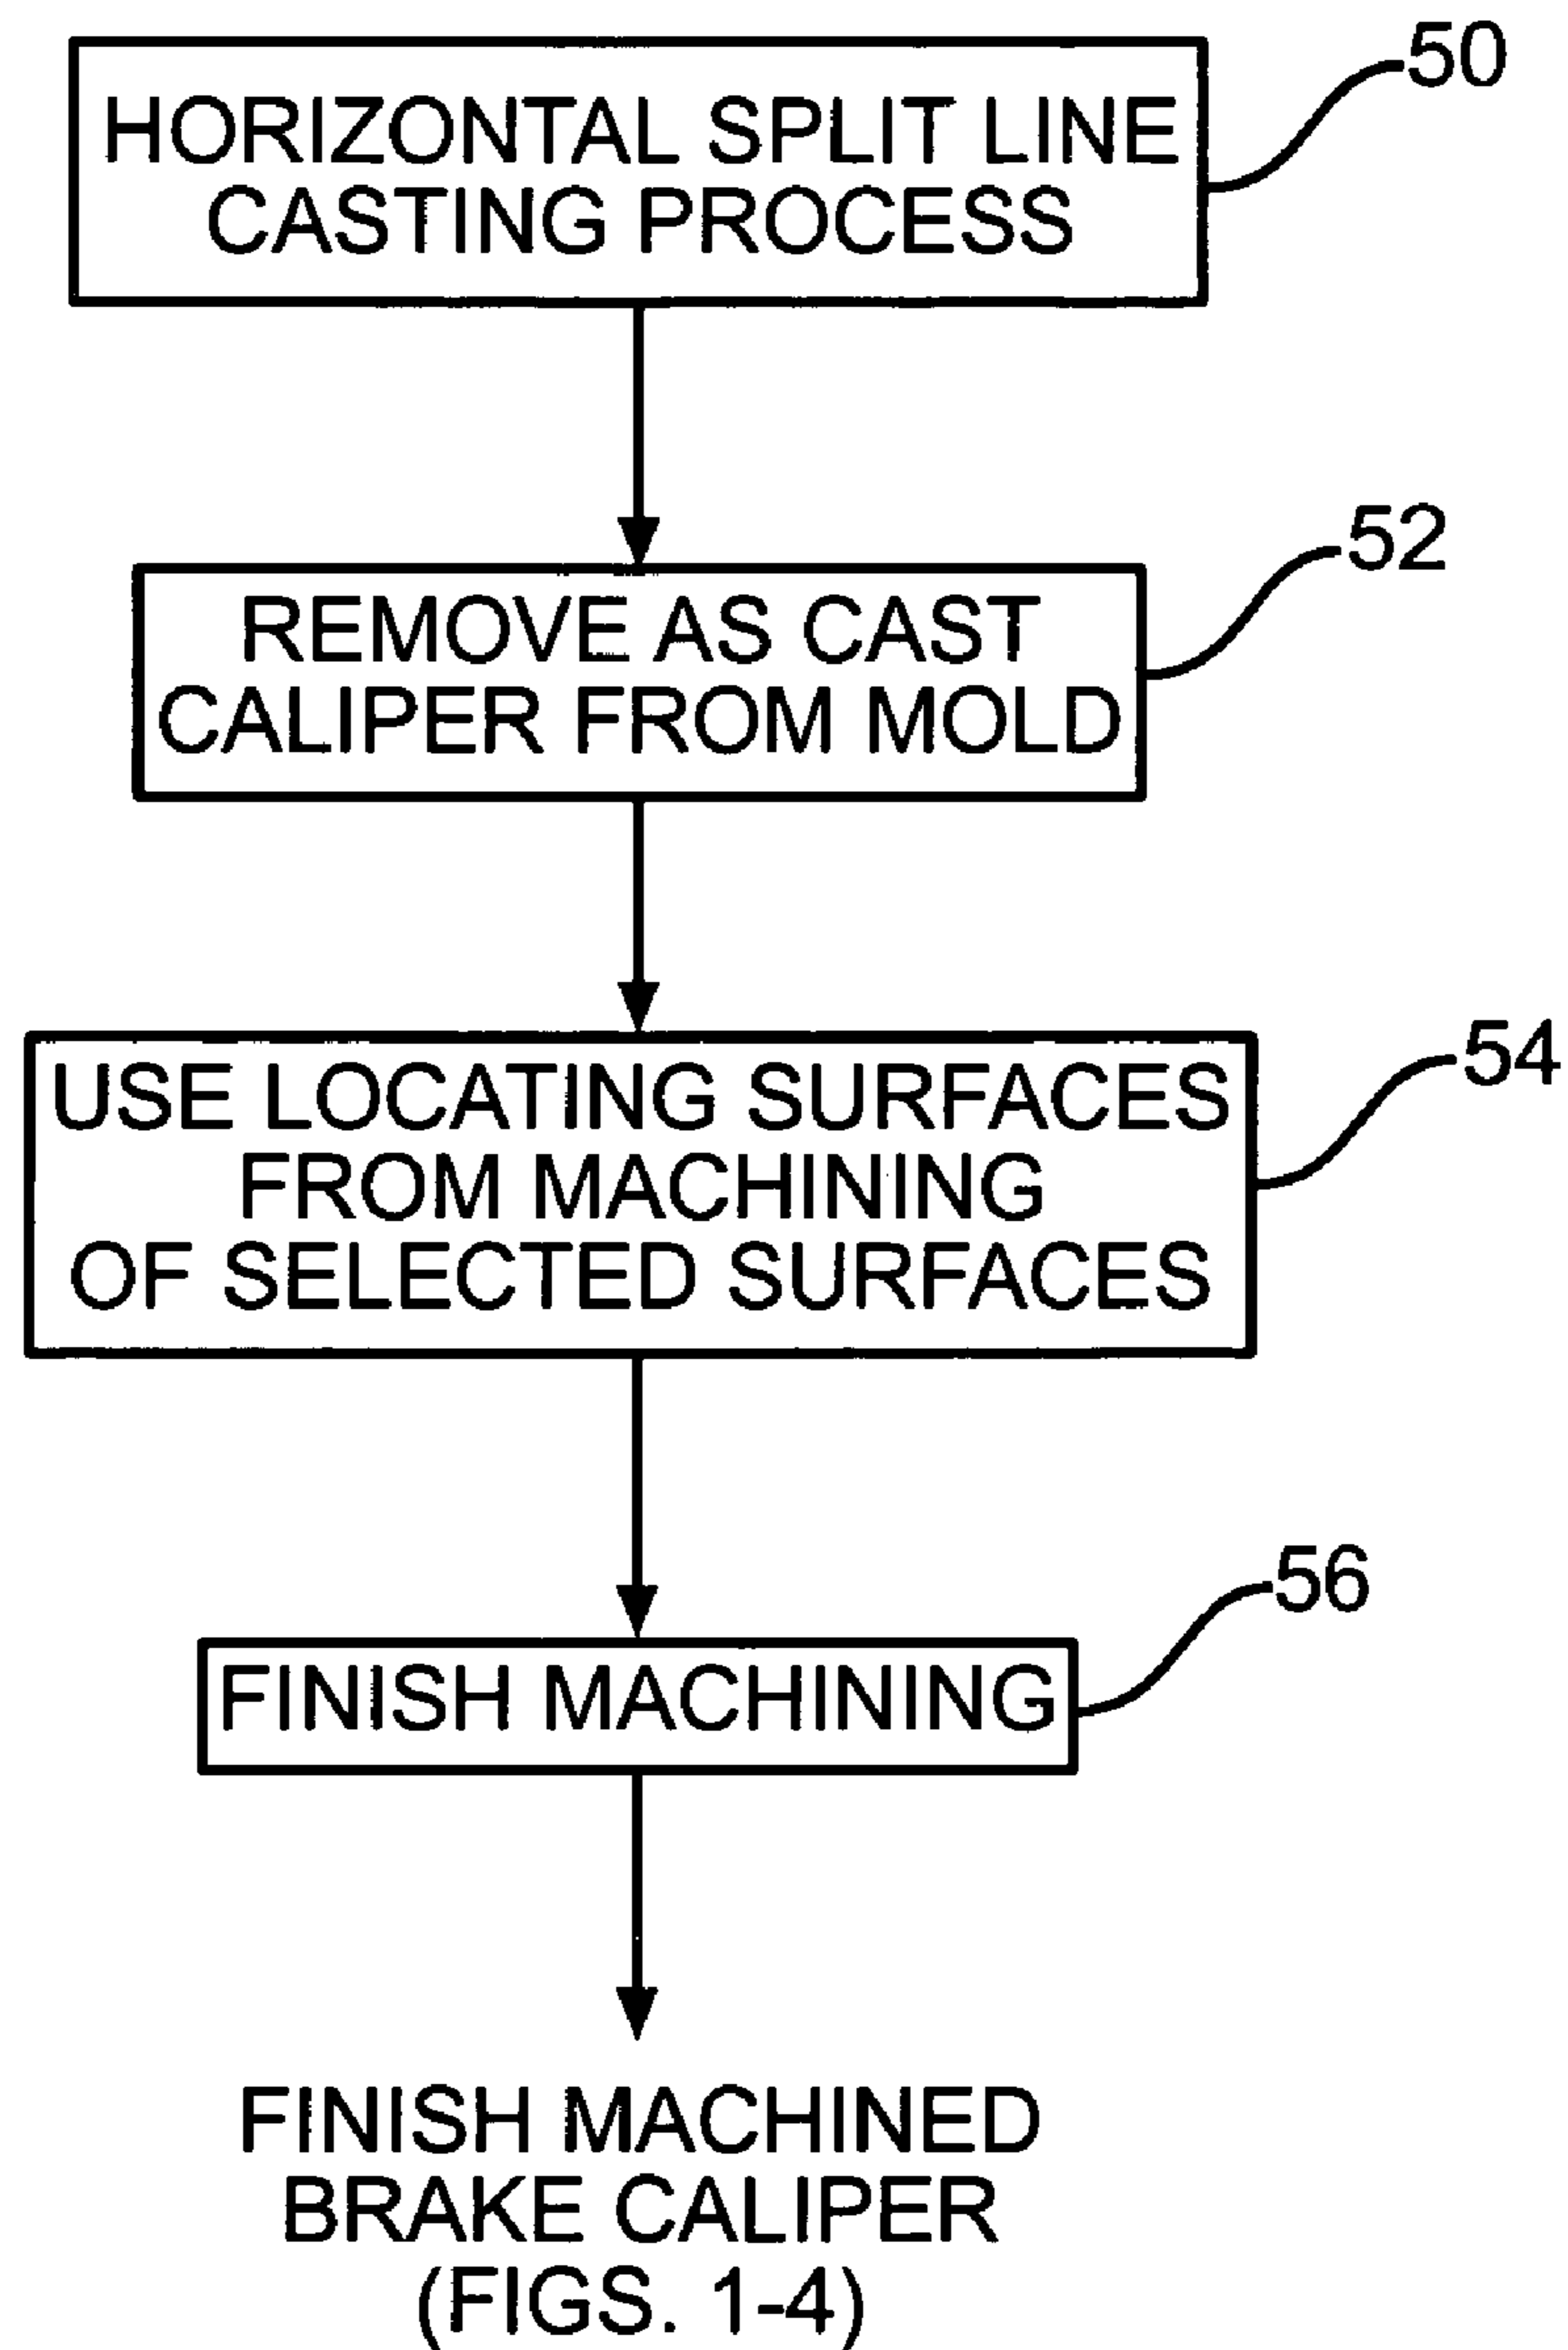 50
HORIZONTAL SPLIT LINE
CASTING PROCESS
52
REMOVE AS CAST
CALIPER FROM MOLD
54
USE LOCATING SURFACES
FROM MACHINING
OF SELECTED SURFACES
56
FINISH MACHINING
FINISH MACHINED
BRAKE CALIPER
(FIGS. 1-4)